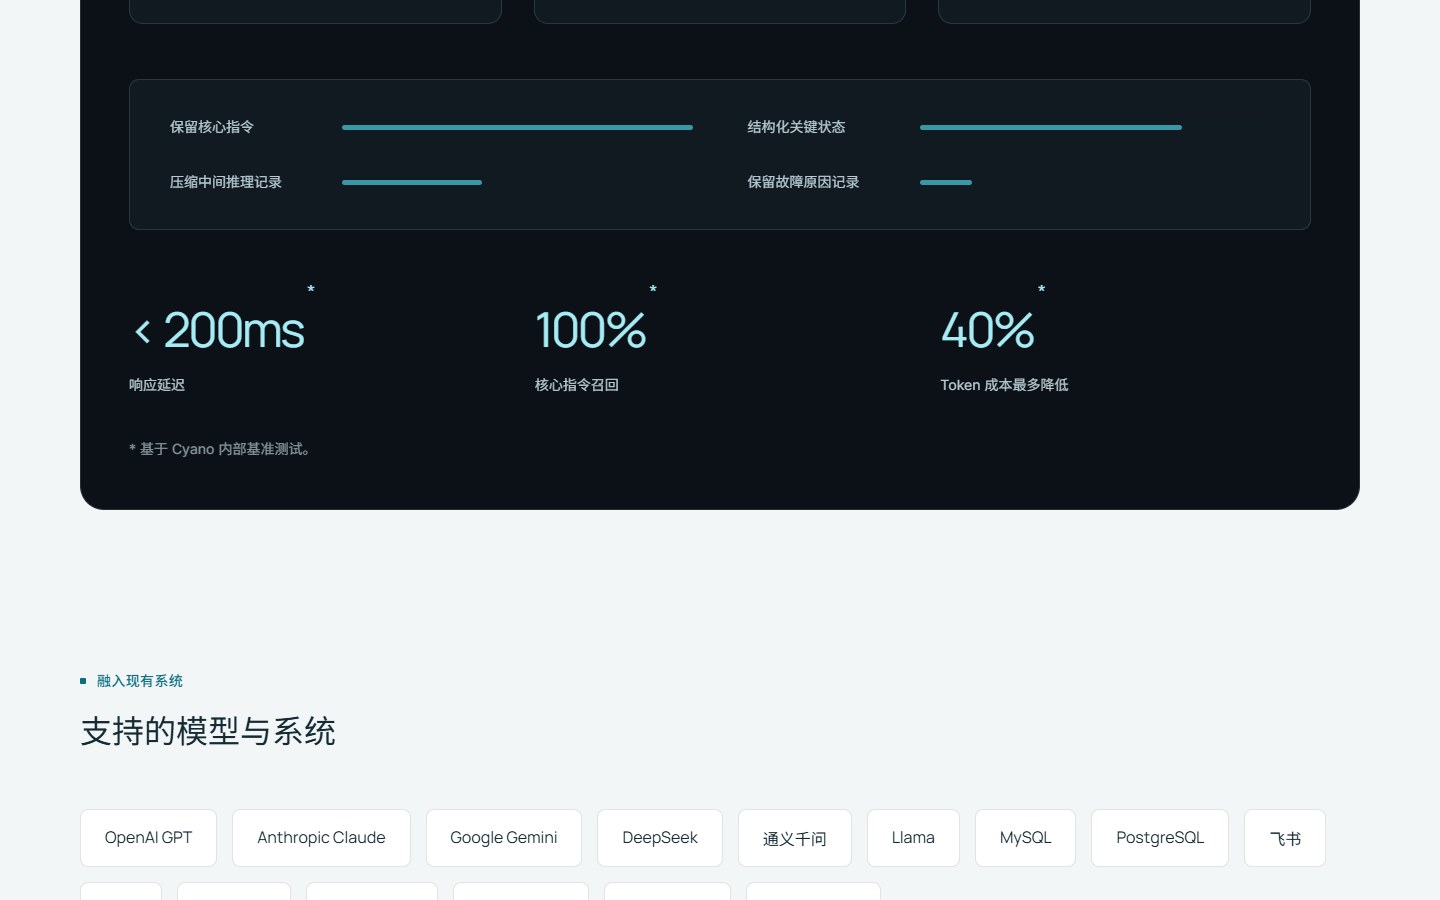 保留核心指令
结构化关键状态
压缩中间推理记录
保留故障原因记录
< 200ms*
100%*
40%*
响应延迟
核心指令召回
Token 成本最多降低
* 基于 Cyano 内部基准测试。
融入现有系统
支持的模型与系统
OpenAI GPT
Anthropic Claude
Google Gemini
DeepSeek
通义千问
Llama
MySQL
PostgreSQL
飞书